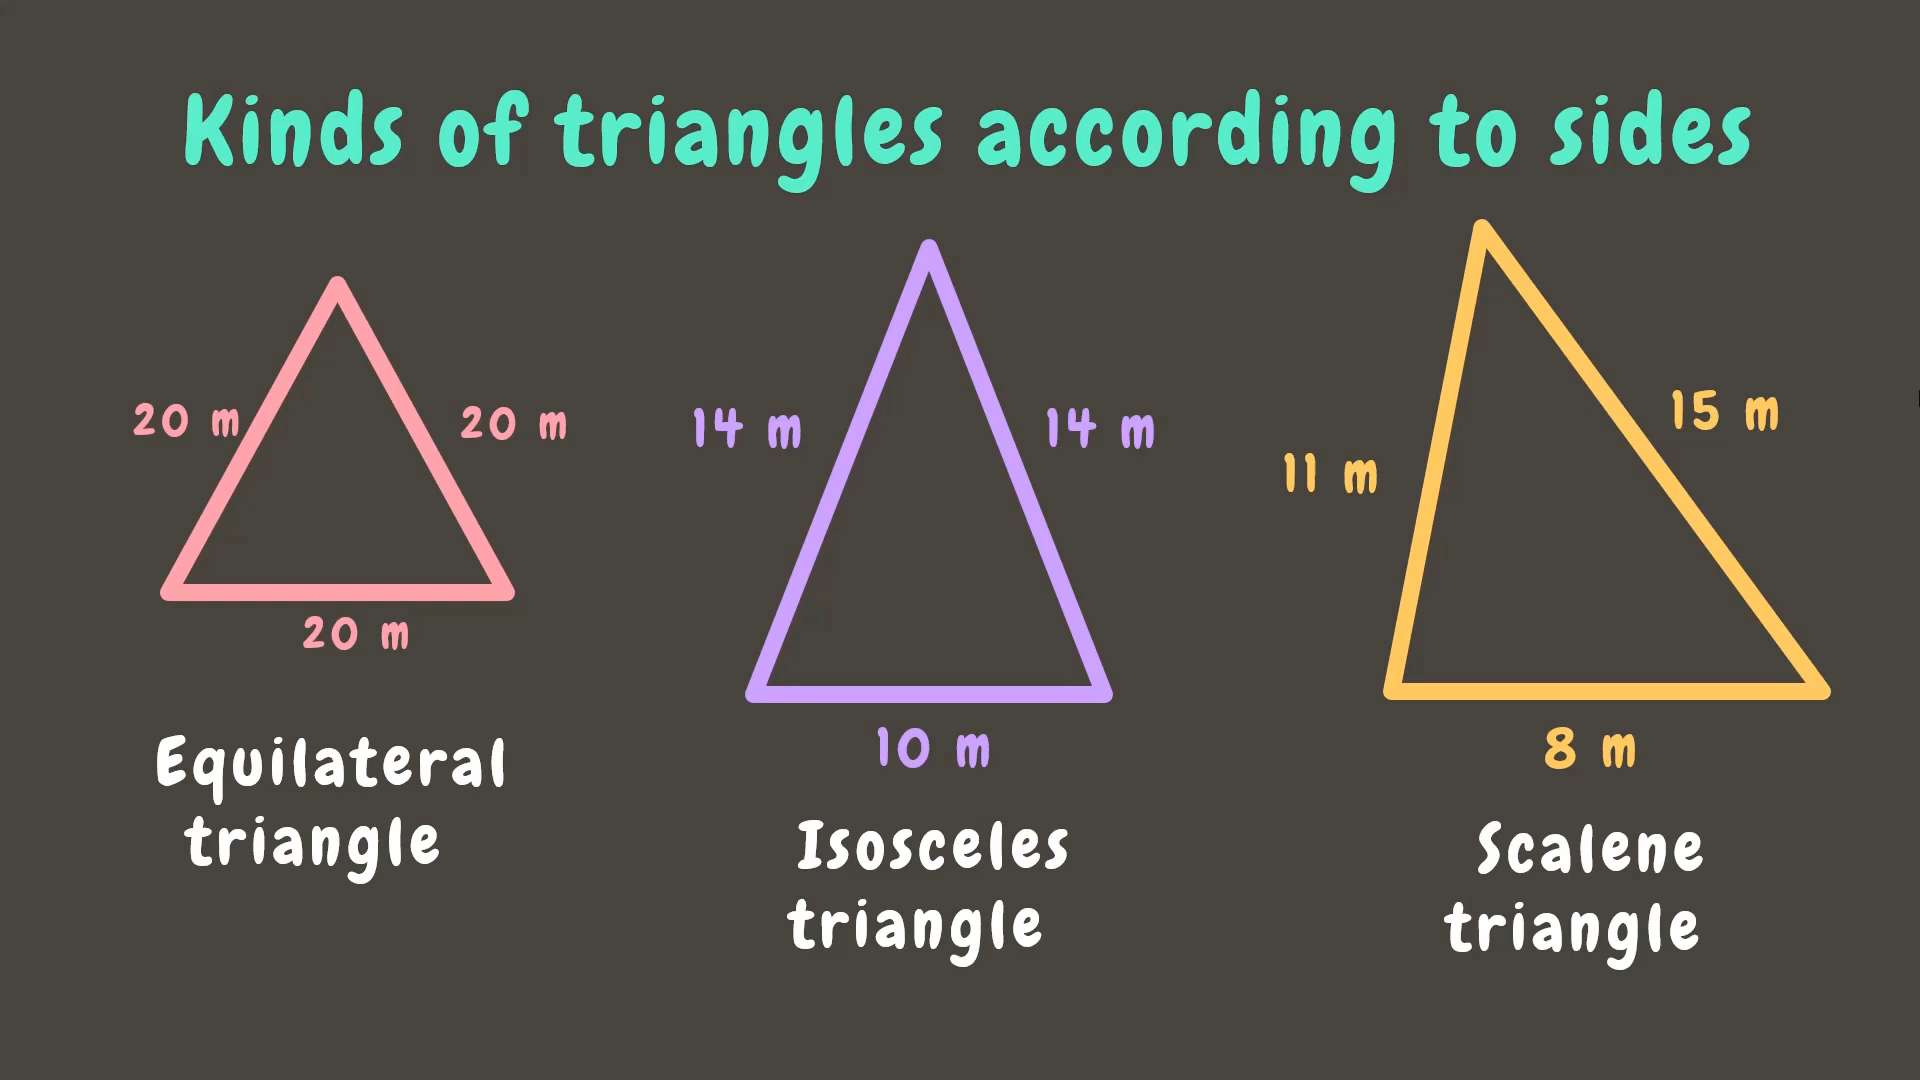 Kinds of triangles according to sides
20 m
20 m
20 m
Equilateral
triangle
14 m
14 m
10 m
Isosceles
triangle
11 m
15 m
8 m
Scalene
triangle